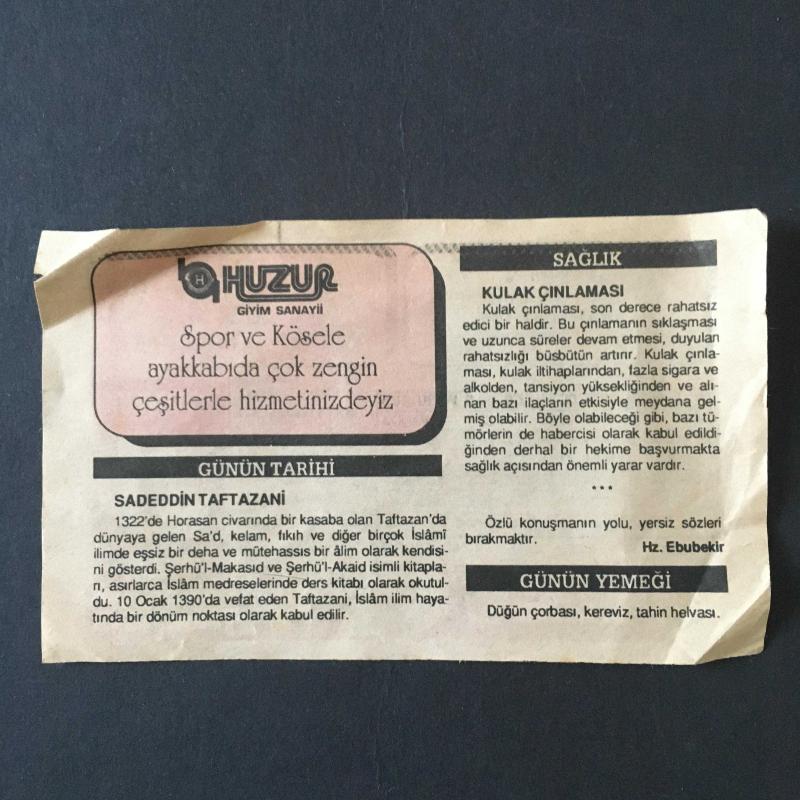 HUZUR
GİYİM SANAYİİ
Spor ve Kösele
ayakkabıda çok zengin
çeşitlerle hizmetinizdeyiz
GÜNÜN TARİHİ
SADEDDİN TAFTAZANİ
1322'de Horasan civarında bir kasaba olan Taftazan'da
dünyaya gelen Sa'd, kelam, fıkıh ve diğer birçok İslâmî
ilimde eşsiz bir deha ve mütehassis bir âlim olarak kendisi-
ni gösterdi. Şerhü'l-Makasıd ve Şerhü'l-Akaid isimli kitapla-
rı, asırlarca İslâm medreselerinde ders kitabı olarak okutul-
du. 10 Ocak 1390'da vefat eden Taftazani, İslâm ilim haya-
tında bir dönüm noktası olarak kabul edilir.
SAĞLIK
KULAK ÇINLAMASI
Kulak çınlaması, son derece rahatsız
edici bir haldir. Bu çınlamanın sıklaşması
ve uzunca süreler devam etmesi, duyulan
rahatsızlığı büsbütün artırır. Kulak çınla-
ması, kulak iltihaplarından, fazla sigara ve
alkolden, tansiyon yüksekliğinden ve alı-
nan bazı ilaçların etkisiyle meydana gel-
miş olabilir. Böyle olabileceği gibi, bazı tü-
mörlerin de habercisi olarak kabul edildi-
ğinden derhal bir hekime başvurmakta
sağlık açısından önemli yarar vardır.
***
Özlü konuşmanın yolu, yersiz sözleri
bırakmaktır.
Hz. Ebubekir
GÜNÜN YEMEĞİ
Düğün çorbası, kereviz, tahin helvası.